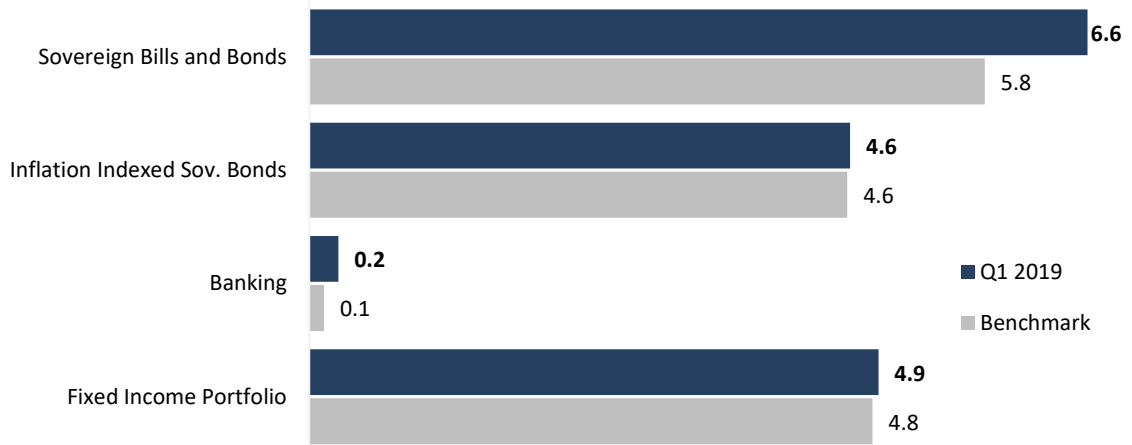 Sovereign Bills and Bonds
6.6
5.8
Inflation Indexed Sov. Bonds
4.6
4.6
Banking
0.2
0.1
Q1 2019
Benchmark
Fixed Income Portfolio
4.9
4.8